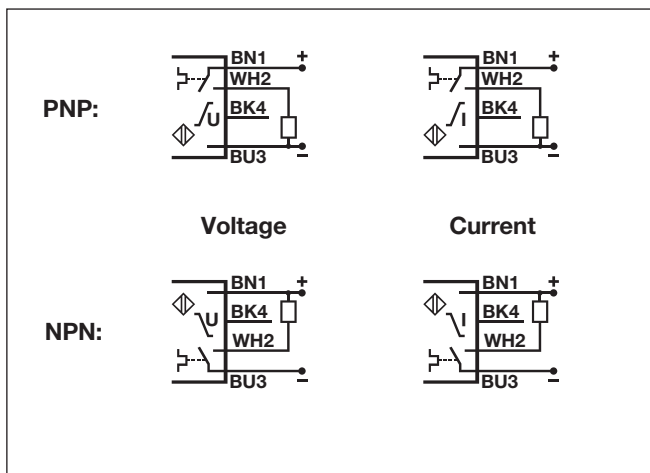 BN1 + BN1 +
WH2 WH2
PNP: BK4 BK4
U I
BU3 – BU3 –
Voltage Current
BN1 + BN1 +
U BK4 I BK4
NPN: WH2 WH2
BU3 – BU3 –